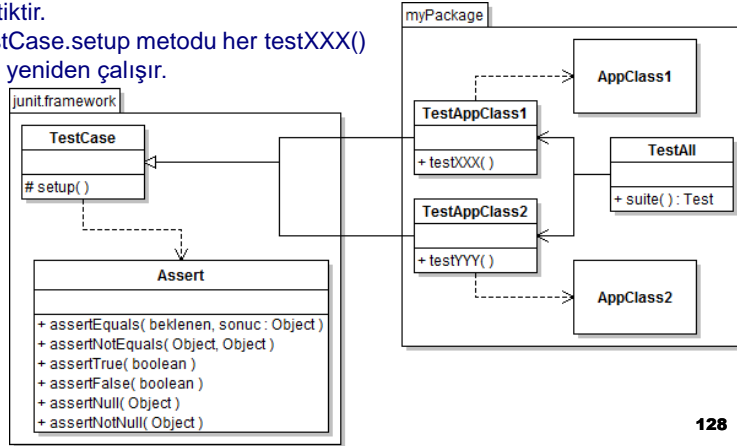 tiktir.
stCase.setup metodu her testXXX()
yeniden çalışır.
myPackage
AppClass1
junit.framework
TestCase
# setup( )
TestAppClass1
+ testXXX( )
TestAll
+ suite( ) : Test
TestAppClass2
+ testYYY( )
Assert
+ assertEquals( beklenen, sonuc : Object )
+ assertNotEquals( Object, Object )
+ assertTrue( boolean )
+ assertFalse( boolean )
+ assertNull( Object )
+ assertNotNull( Object )
AppClass2
128